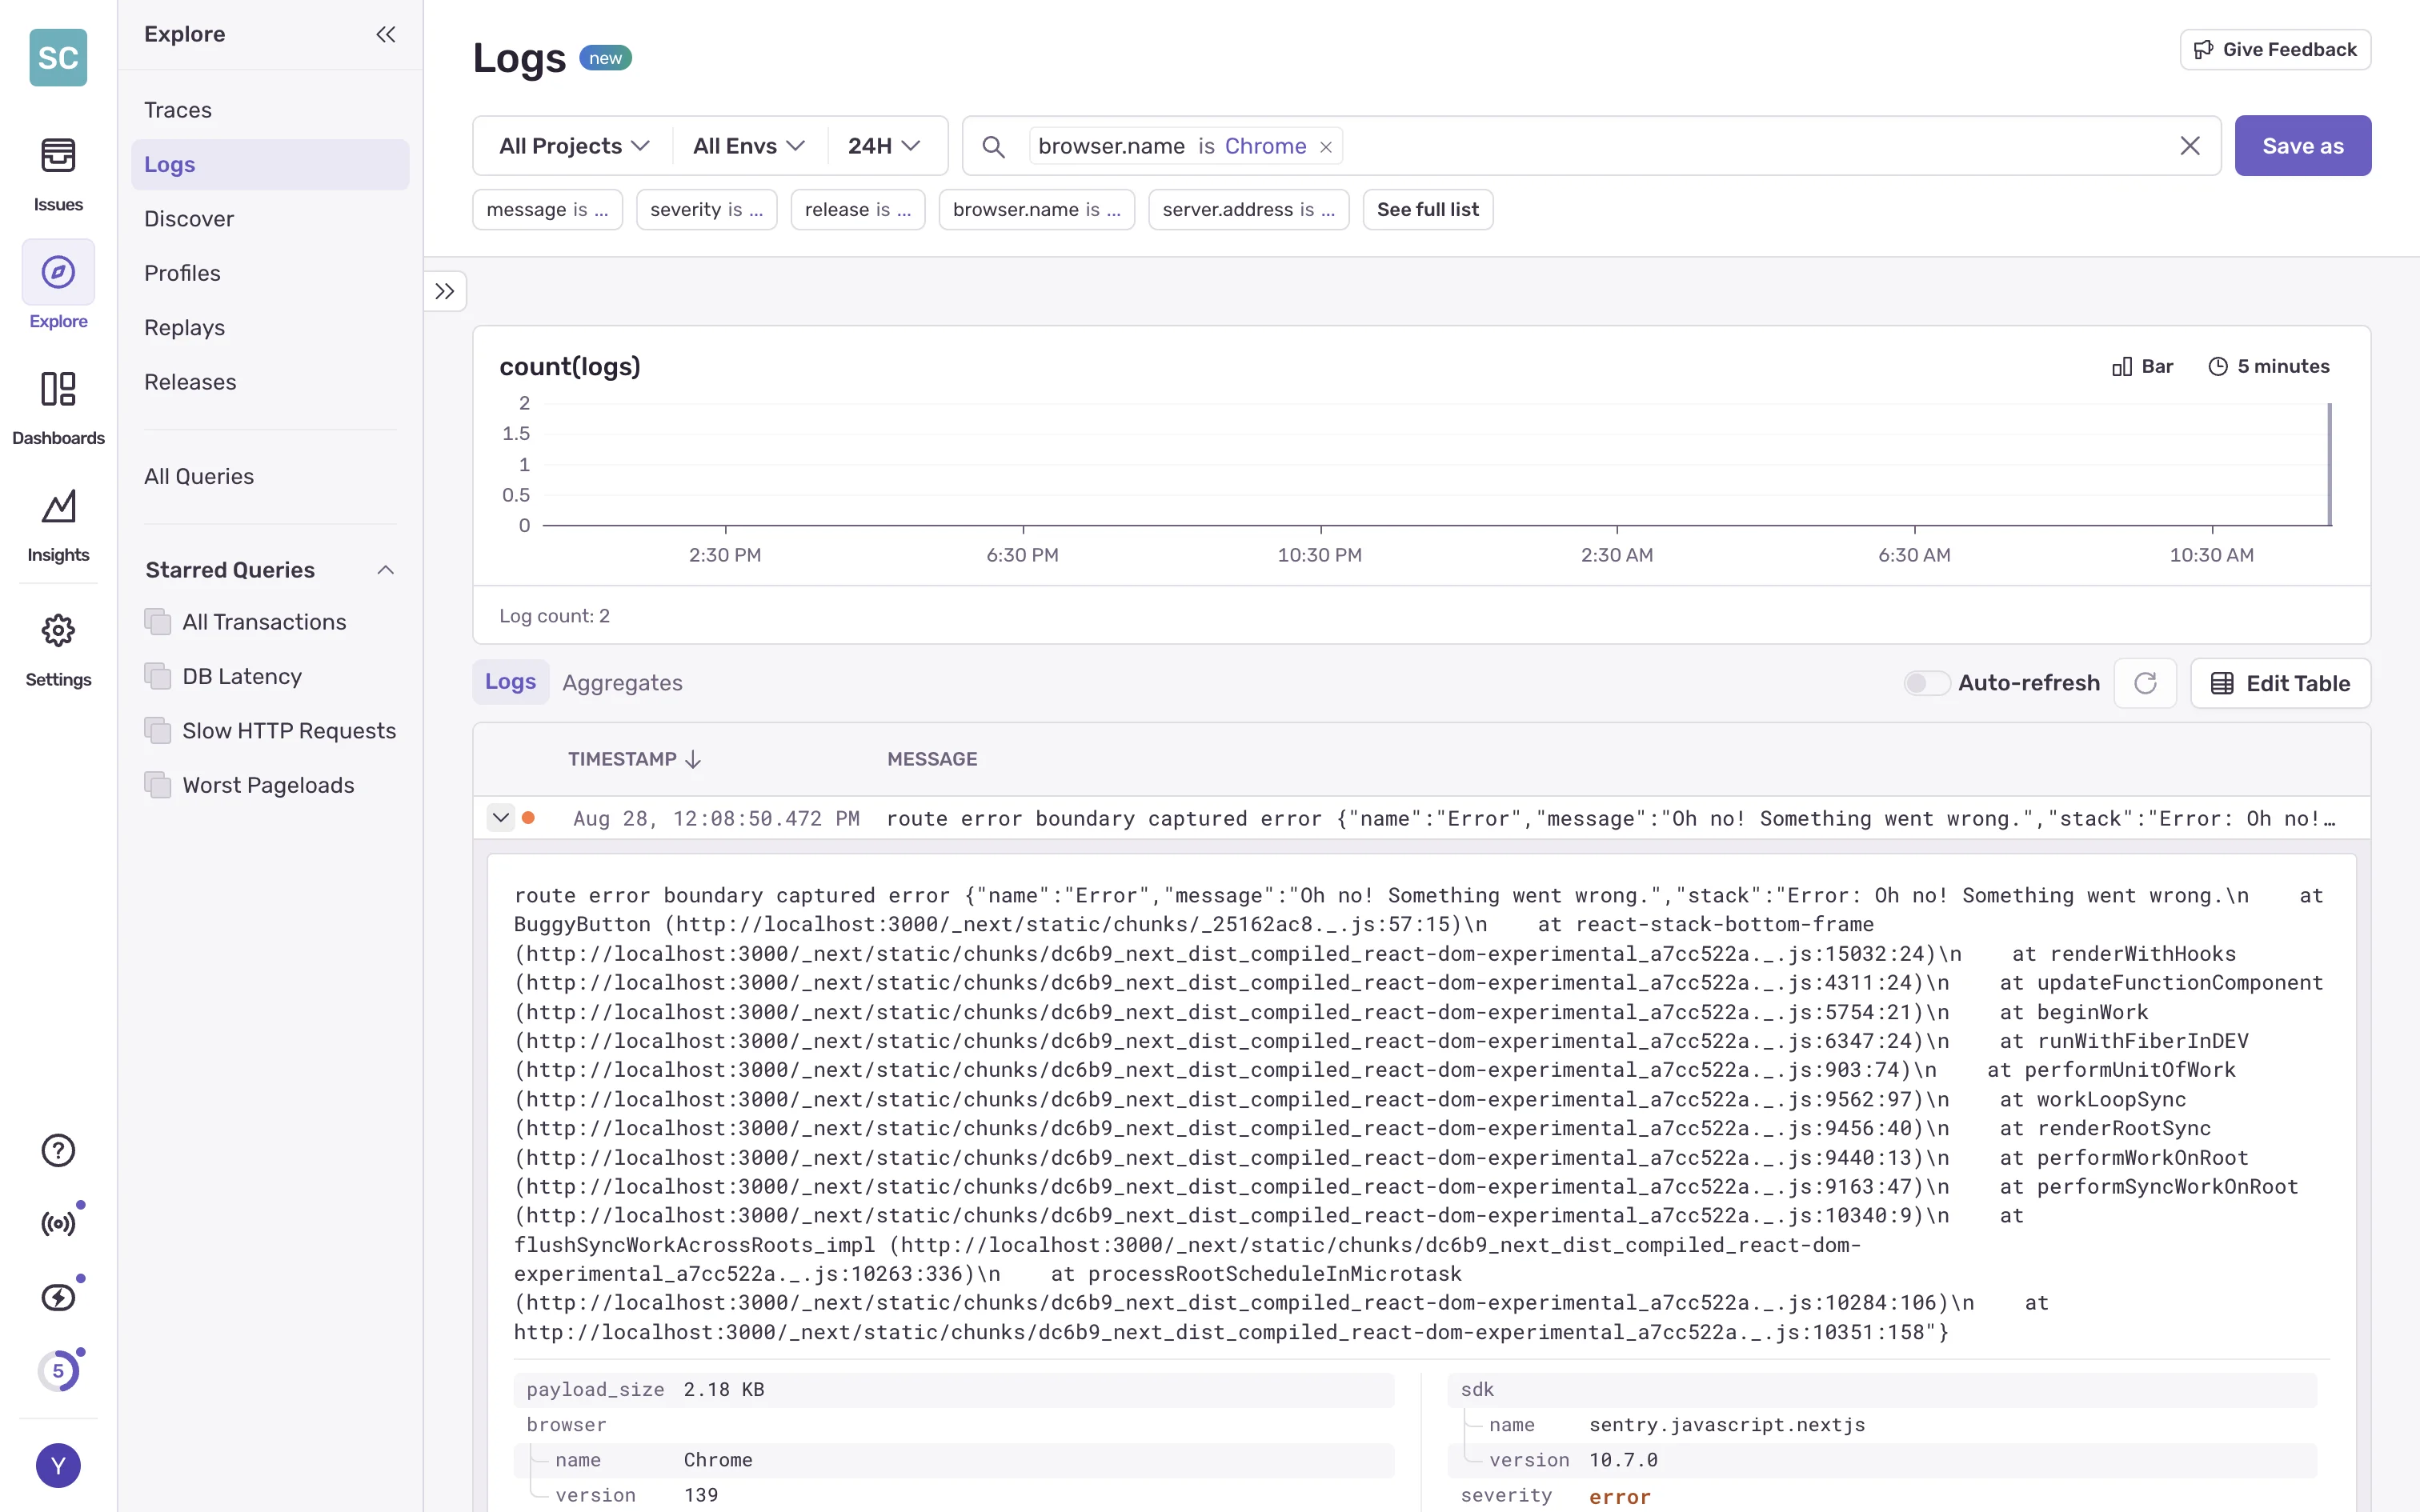 SC
Issues
Explore
Dashboards
Insights
Settings
5
Y
Explore
Traces
Logs
Discover
Profiles
Replays
Releases
All Queries
Starred Queries
All Transactions
DB Latency
Slow HTTP Requests
Worst Pageloads
Logs new
Give Feedback
All Projects All Envs 24H browser.name is Chrome Save as
message is ... severity is ... release is ... browser.name is ... server.address is ... See full list
count(logs) Bar 5 minutes
2
1.5
1
0.5
0
2:30 PM 6:30 PM 10:30 PM 2:30 AM 6:30 AM 10:30 AM
Log count: 2
Logs Aggregates Auto-refresh Edit Table
TIMESTAMP MESSAGE
Aug 28, 12:08:50.472 PM route error boundary captured error {"name":"Error","message":"Oh no! Something went wrong.","stack":"Error: Oh no!…
route error boundary captured error {"name":"Error","message":"Oh no! Something went wrong.","stack":"Error: Oh no! Something went wrong.\n    at
BuggyButton (http://localhost:3000/_next/static/chunks/_25162ac8._.js:57:15)\n    at react-stack-bottom-frame
(http://localhost:3000/_next/static/chunks/dc6b9_next_dist_compiled_react-dom-experimental_a7cc522a._.js:15032:24)\n    at renderWithHooks
(http://localhost:3000/_next/static/chunks/dc6b9_next_dist_compiled_react-dom-experimental_a7cc522a._.js:4311:24)\n    at updateFunctionComponent
(http://localhost:3000/_next/static/chunks/dc6b9_next_dist_compiled_react-dom-experimental_a7cc522a._.js:5754:21)\n    at beginWork
(http://localhost:3000/_next/static/chunks/dc6b9_next_dist_compiled_react-dom-experimental_a7cc522a._.js:6347:24)\n    at runWithFiberInDEV
(http://localhost:3000/_next/static/chunks/dc6b9_next_dist_compiled_react-dom-experimental_a7cc522a._.js:903:74)\n    at performUnitOfWork
(http://localhost:3000/_next/static/chunks/dc6b9_next_dist_compiled_react-dom-experimental_a7cc522a._.js:9562:97)\n    at workLoopSync
(http://localhost:3000/_next/static/chunks/dc6b9_next_dist_compiled_react-dom-experimental_a7cc522a._.js:9456:40)\n    at renderRootSync
(http://localhost:3000/_next/static/chunks/dc6b9_next_dist_compiled_react-dom-experimental_a7cc522a._.js:9440:13)\n    at performWorkOnRoot
(http://localhost:3000/_next/static/chunks/dc6b9_next_dist_compiled_react-dom-experimental_a7cc522a._.js:9163:47)\n    at performSyncWorkOnRoot
(http://localhost:3000/_next/static/chunks/dc6b9_next_dist_compiled_react-dom-experimental_a7cc522a._.js:10340:9)\n    at
flushSyncWorkAcrossRoots_impl (http://localhost:3000/_next/static/chunks/dc6b9_next_dist_compiled_react-dom-
experimental_a7cc522a._.js:10263:336)\n    at processRootScheduleInMicrotask
(http://localhost:3000/_next/static/chunks/dc6b9_next_dist_compiled_react-dom-experimental_a7cc522a._.js:10284:106)\n    at
http://localhost:3000/_next/static/chunks/dc6b9_next_dist_compiled_react-dom-experimental_a7cc522a._.js:10351:158"}
payload_size 2.18 KB
browser
name Chrome
version 139
sdk
name sentry.javascript.nextjs
version 10.7.0
severity error